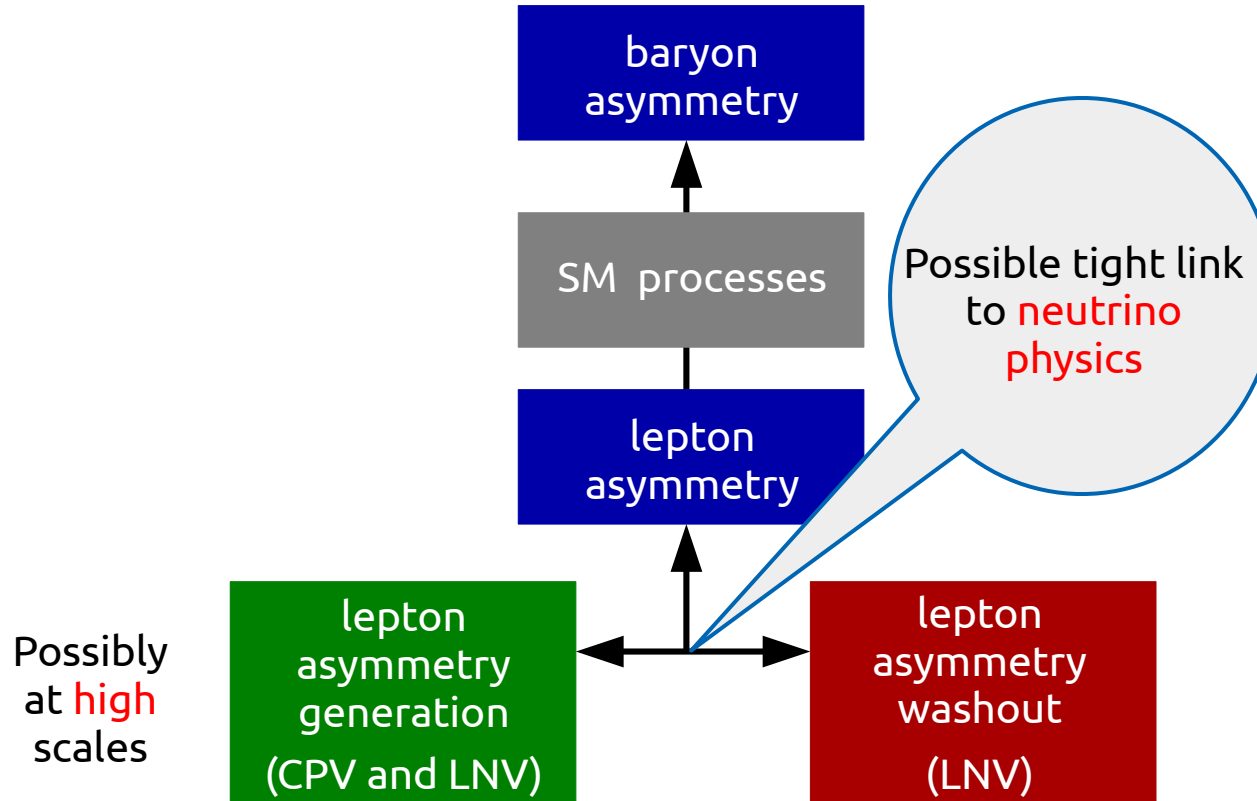 baryon
asymmetry
SM processes
Possible tight link
to neutrino
physics
lepton
asymmetry
Possibly
at high
scales
lepton
asymmetry
generation
(CPV and LNV)
lepton
asymmetry
washout
(LNV)